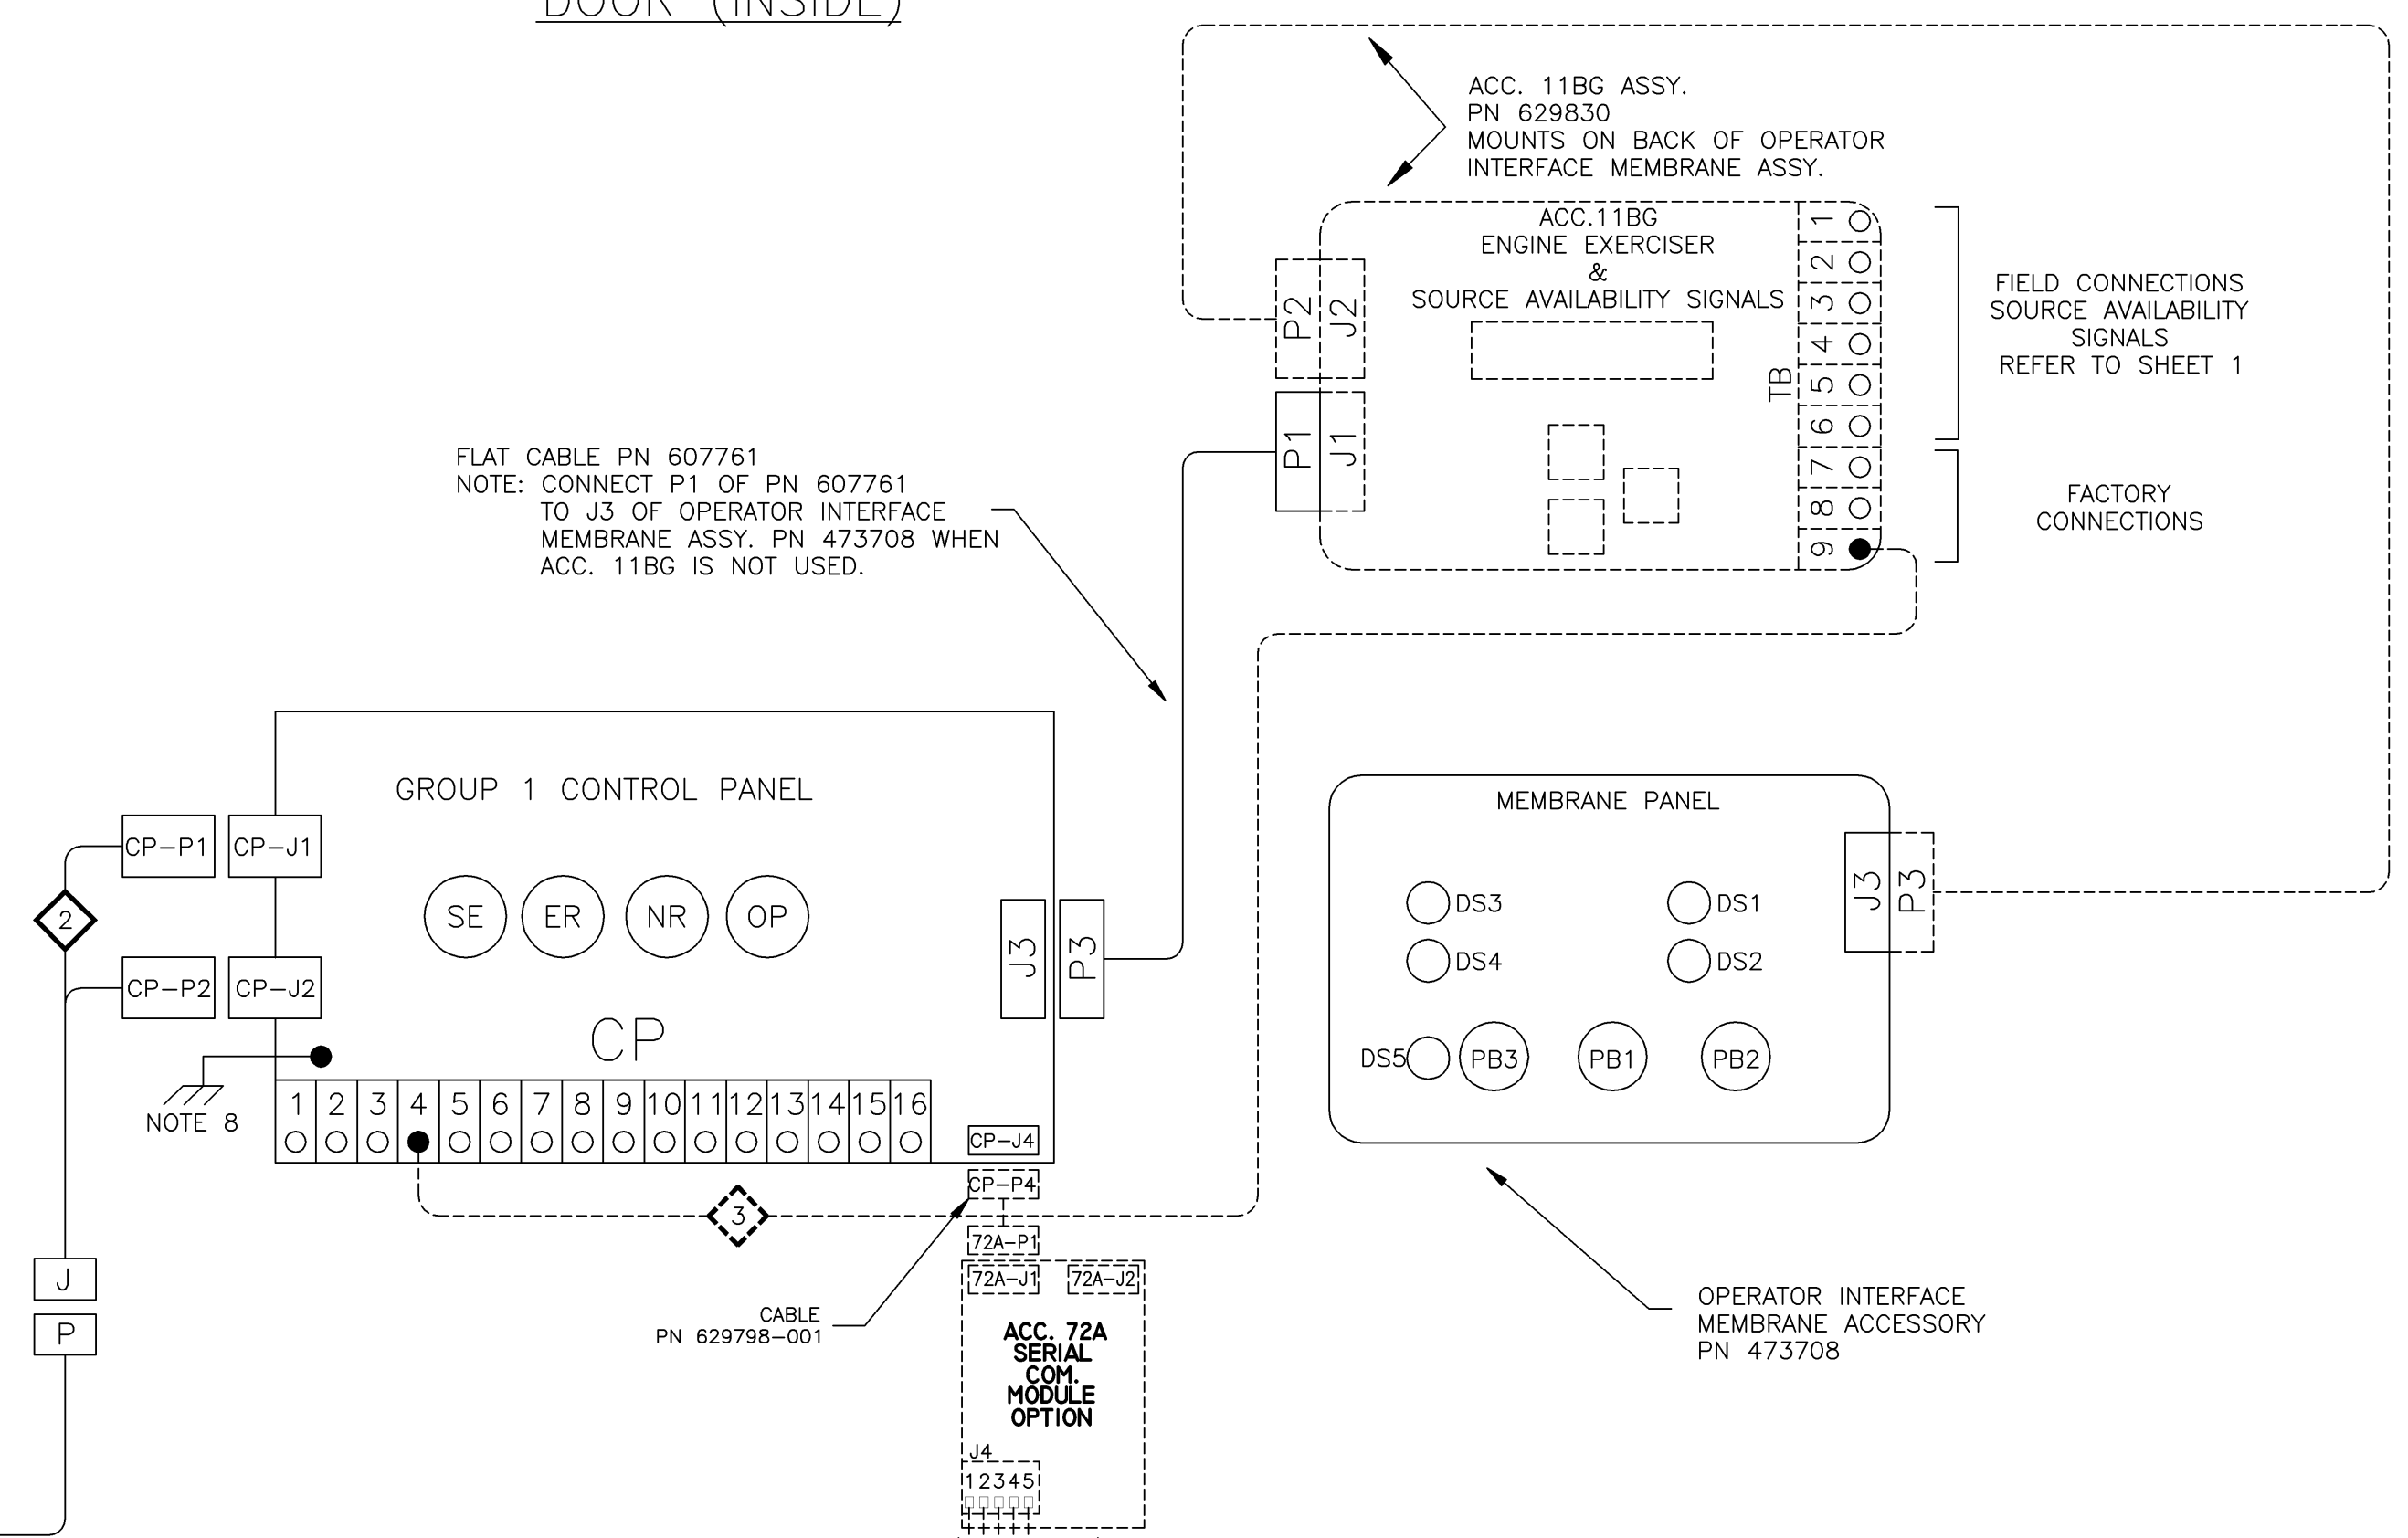 DOOR (INSIDE)
ACC. 11BG ASSY.
PN 629830
MOUNTS ON BACK OF OPERATOR
INTERFACE MEMBRANE ASSY.
ACC.11BG
ENGINE EXERCISER
&
SOURCE AVAILABILITY SIGNALS
P2
J2
P1
J1
TB
1
2
3
4
5
6
7
8
9
FIELD CONNECTIONS
SOURCE AVAILABILITY
SIGNALS
REFER TO SHEET 1
FACTORY
CONNECTIONS
FLAT CABLE PN 607761
NOTE: CONNECT P1 OF PN 607761
TO J3 OF OPERATOR INTERFACE
MEMBRANE ASSY. PN 473708 WHEN
ACC. 11BG IS NOT USED.
GROUP 1 CONTROL PANEL
CP-P1
CP-J1
2
SE
ER
NR
OP
CP-P2
CP-J2
J3
P3
CP
NOTE 8
1 2 3 4 5 6 7 8 9 10 11 12 13 14 15 16
CP-J4
CP-P4
3
72A-P1
72A-J1
72A-J2
CABLE
PN 629798-001
ACC. 72A
SERIAL
COM.
MODULE
OPTION
J4
1 2 3 4 5
J
P
MEMBRANE PANEL
DS3
DS1
DS4
DS2
DS5
PB3
PB1
PB2
J3
P3
OPERATOR INTERFACE
MEMBRANE ACCESSORY
PN 473708